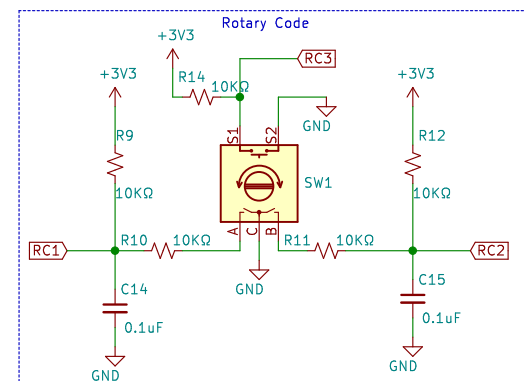 Rotary Code
+3V3
RC3
R14
10KΩ
+3V3
+3V3
GND
S1
S2
R9
R12
SW1
10KΩ
10KΩ
A
C
B
RC1
R10
10KΩ
R11
10KΩ
RC2
GND
C14
C15
0.1uF
0.1uF
GND
GND